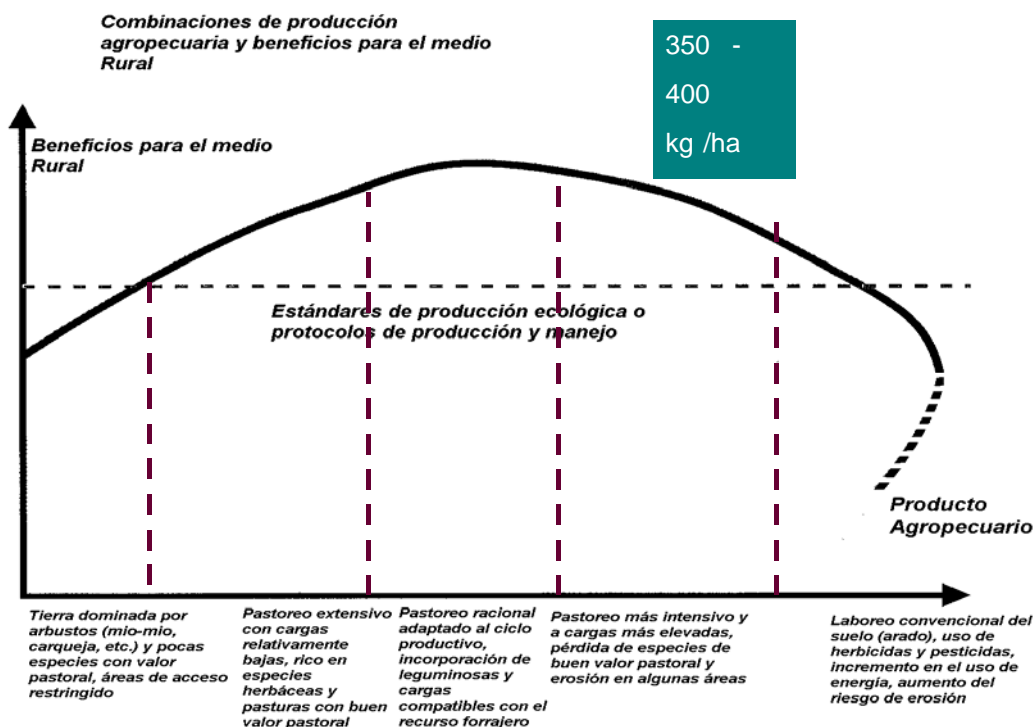 Combinaciones de producción
agropecuaria y beneficios para el medio
Rural
350 -
400
kg /ha
Beneficios para el medio
Rural
Estándares de producción ecológica o
protocolos de producción y manejo
Producto
Agropecuario
Tierra dominada por
arbustos (mio-mio,
carqueja, etc.) y pocas
especies con valor
pastoral, áreas de acceso
restringido
Pastoreo extensivo
con cargas
relativamente
bajas, rico en
especies
herbáceas y
pasturas con buen
valor pastoral
Pastoreo racional
adaptado al ciclo
productivo,
incorporación de
leguminosas y
cargas
compatibles con el
recurso forrajero
Pastoreo más intensivo y
a cargas más elevadas,
pérdida de especies de
buen valor pastoral y
erosión en algunas áreas
Laboreo convencional del
suelo (arado), uso de
herbicidas y pesticidas,
incremento en el uso de
energía, aumento del
riesgo de erosión